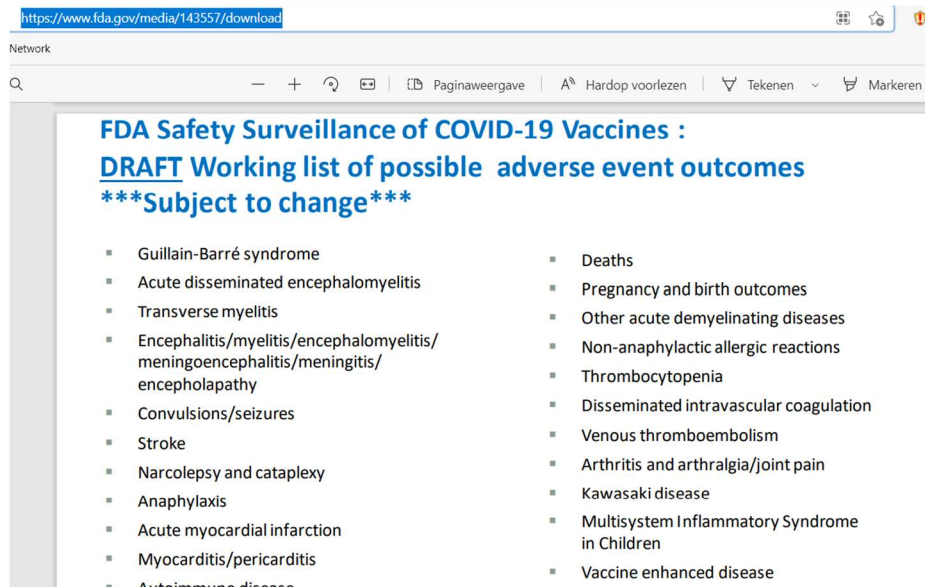 https://www.fda.gov/media/143557/download
Network
Paginaweergave
A Hardop voorlezen
Tekenen
Markeren
FDA Safety Surveillance of COVID-19 Vaccines :
DRAFT Working list of possible adverse event outcomes
***Subject to change***
Guillain-Barré syndrome
Acute disseminated encephalomyelitis
Transverse myelitis
Encephalitis/myelitis/encephalomyelitis/
meningoencephalitis/meningitis/
encepholapathy
Convulsions/seizures
Stroke
Narcolepsy and cataplexy
Anaphylaxis
Acute myocardial infarction
Myocarditis/pericarditis
Autoimmune disease
Deaths
Pregnancy and birth outcomes
Other acute demyelinating diseases
Non-anaphylactic allergic reactions
Thrombocytopenia
Disseminated intravascular coagulation
Venous thromboembolism
Arthritis and arthralgia/joint pain
Kawasaki disease
Multisystem Inflammatory Syndrome
in Children
Vaccine enhanced disease